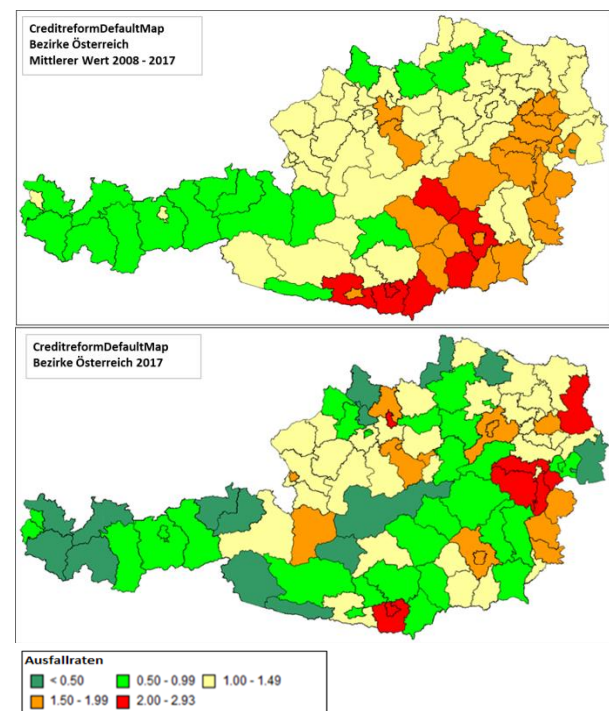 CreditreformDefaultMap
Bezirke Österreich
Mittlerer Wert 2008 - 2017
CreditreformDefaultMap
Bezirke Österreich 2017
Ausfallraten
< 0.50 0.50 - 0.99 1.00 - 1.49
1.50 - 1.99 2.00 - 2.93